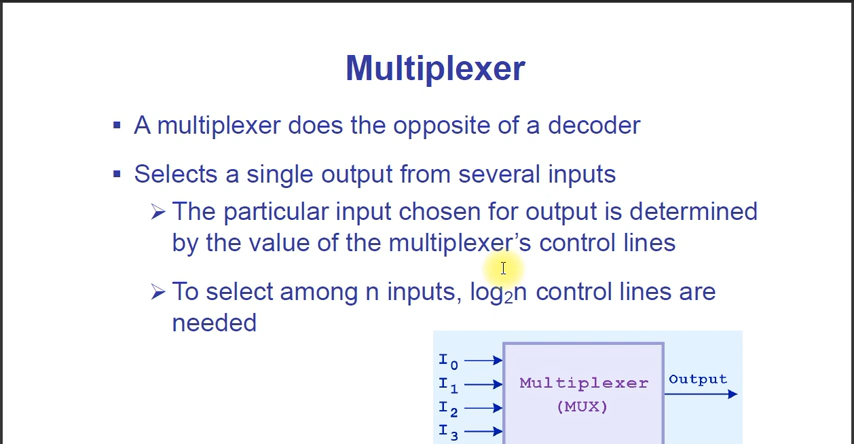 Multiplexer
▪ A multiplexer does the opposite of a decoder
▪ Selects a single output from several inputs
➢ The particular input chosen for output is determined
by the value of the multiplexer’s control lines
➢ To select among n inputs, log₂n control lines are
needed
I₀
I₁
I₂
I₃
Multiplexer
(MUX)
Output